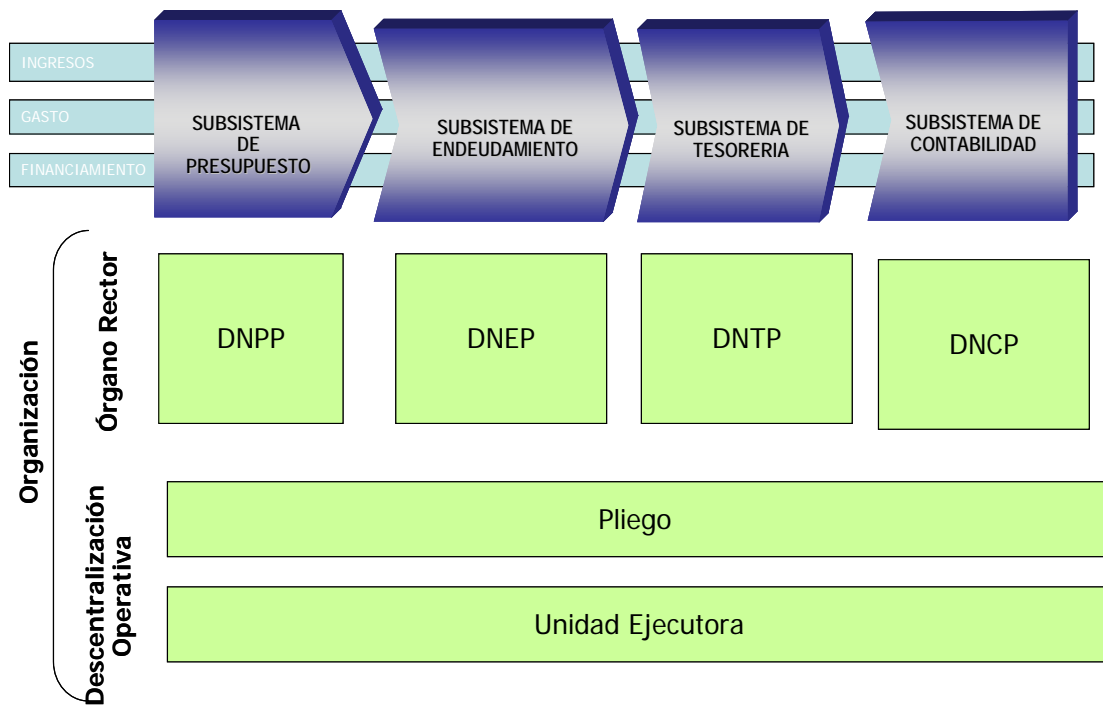 INGRESOS
GASTO
FINANCIAMIENTO
SUBSISTEMA
DE
PRESUPUESTO
SUBSISTEMA DE
ENDEUDAMIENTO
SUBSISTEMA DE
TESORERIA
SUBSISTEMA DE
CONTABILIDAD
Organización
Órgano Rector
DNPP
DNEP
DNTP
DNCP
Descentralización
Operativa
Pliego
Unidad Ejecutora